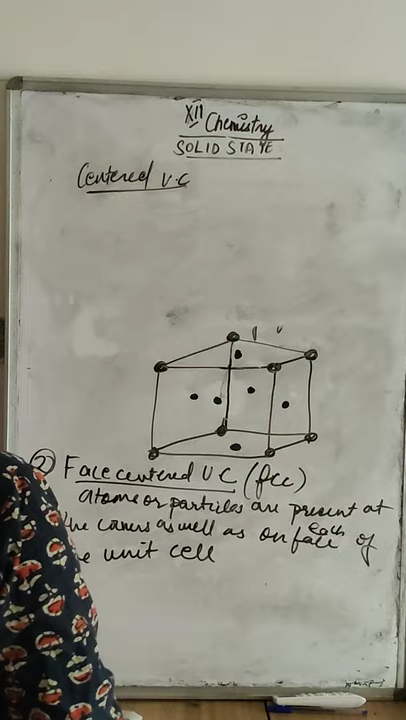 XII Chemistry
SOLID STATE
Centered U.C
② Face centered U C (fcc)
atoms or particles are present at
the corners as well as on each face of
unit cell